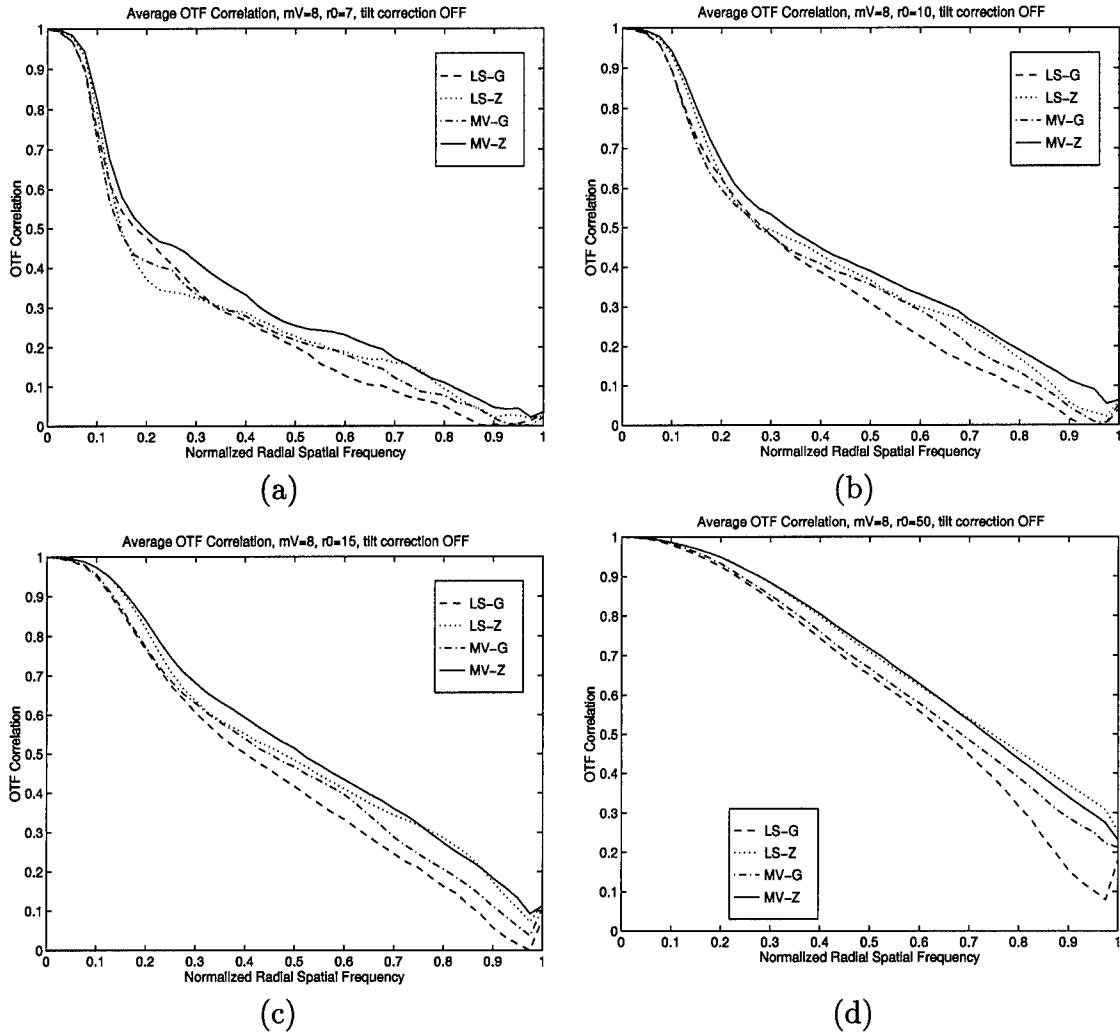 Average OTF Correlation, mV=8, r0=7, tilt correction OFF
1
0.9
0.8
0.7
0.6
0.5
0.4
0.3
0.2
0.1
0
OTF Correlation
LS-G
LS-Z
MV-G
MV-Z
0 0.1 0.2 0.3 0.4 0.5 0.6 0.7 0.8 0.9 1
Normalized Radial Spatial Frequency
(a)
Average OTF Correlation, mV=8, r0=10, tilt correction OFF
1
0.9
0.8
0.7
0.6
0.5
0.4
0.3
0.2
0.1
0
OTF Correlation
LS-G
LS-Z
MV-G
MV-Z
0 0.1 0.2 0.3 0.4 0.5 0.6 0.7 0.8 0.9 1
Normalized Radial Spatial Frequency
(b)
Average OTF Correlation, mV=8, r0=15, tilt correction OFF
1
0.9
0.8
0.7
0.6
0.5
0.4
0.3
0.2
0.1
0
OTF Correlation
LS-G
LS-Z
MV-G
MV-Z
0 0.1 0.2 0.3 0.4 0.5 0.6 0.7 0.8 0.9 1
Normalized Radial Spatial Frequency
(c)
Average OTF Correlation, mV=8, r0=50, tilt correction OFF
1
0.9
0.8
0.7
0.6
0.5
0.4
0.3
0.2
0.1
0
OTF Correlation
LS-G
LS-Z
MV-G
MV-Z
0 0.1 0.2 0.3 0.4 0.5 0.6 0.7 0.8 0.9 1
Normalized Radial Spatial Frequency
(d)